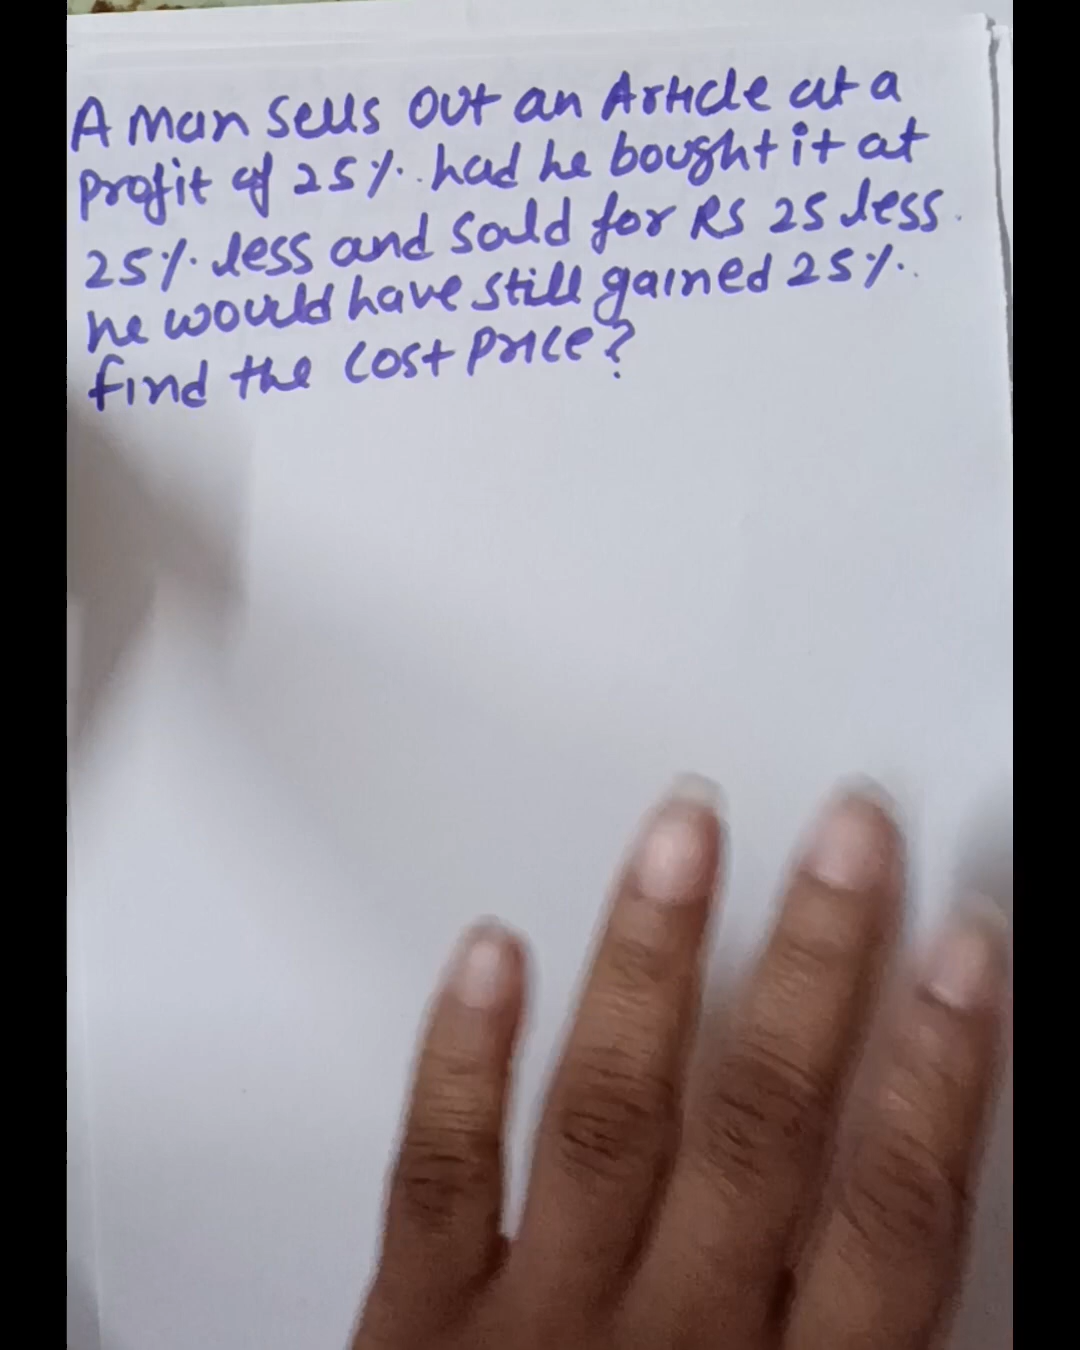 A Man sells out an Article at a
profit of 25%. had he bought it at
25% less and sold for RS 25 less.
he would have still gained 25%.
find the cost price?